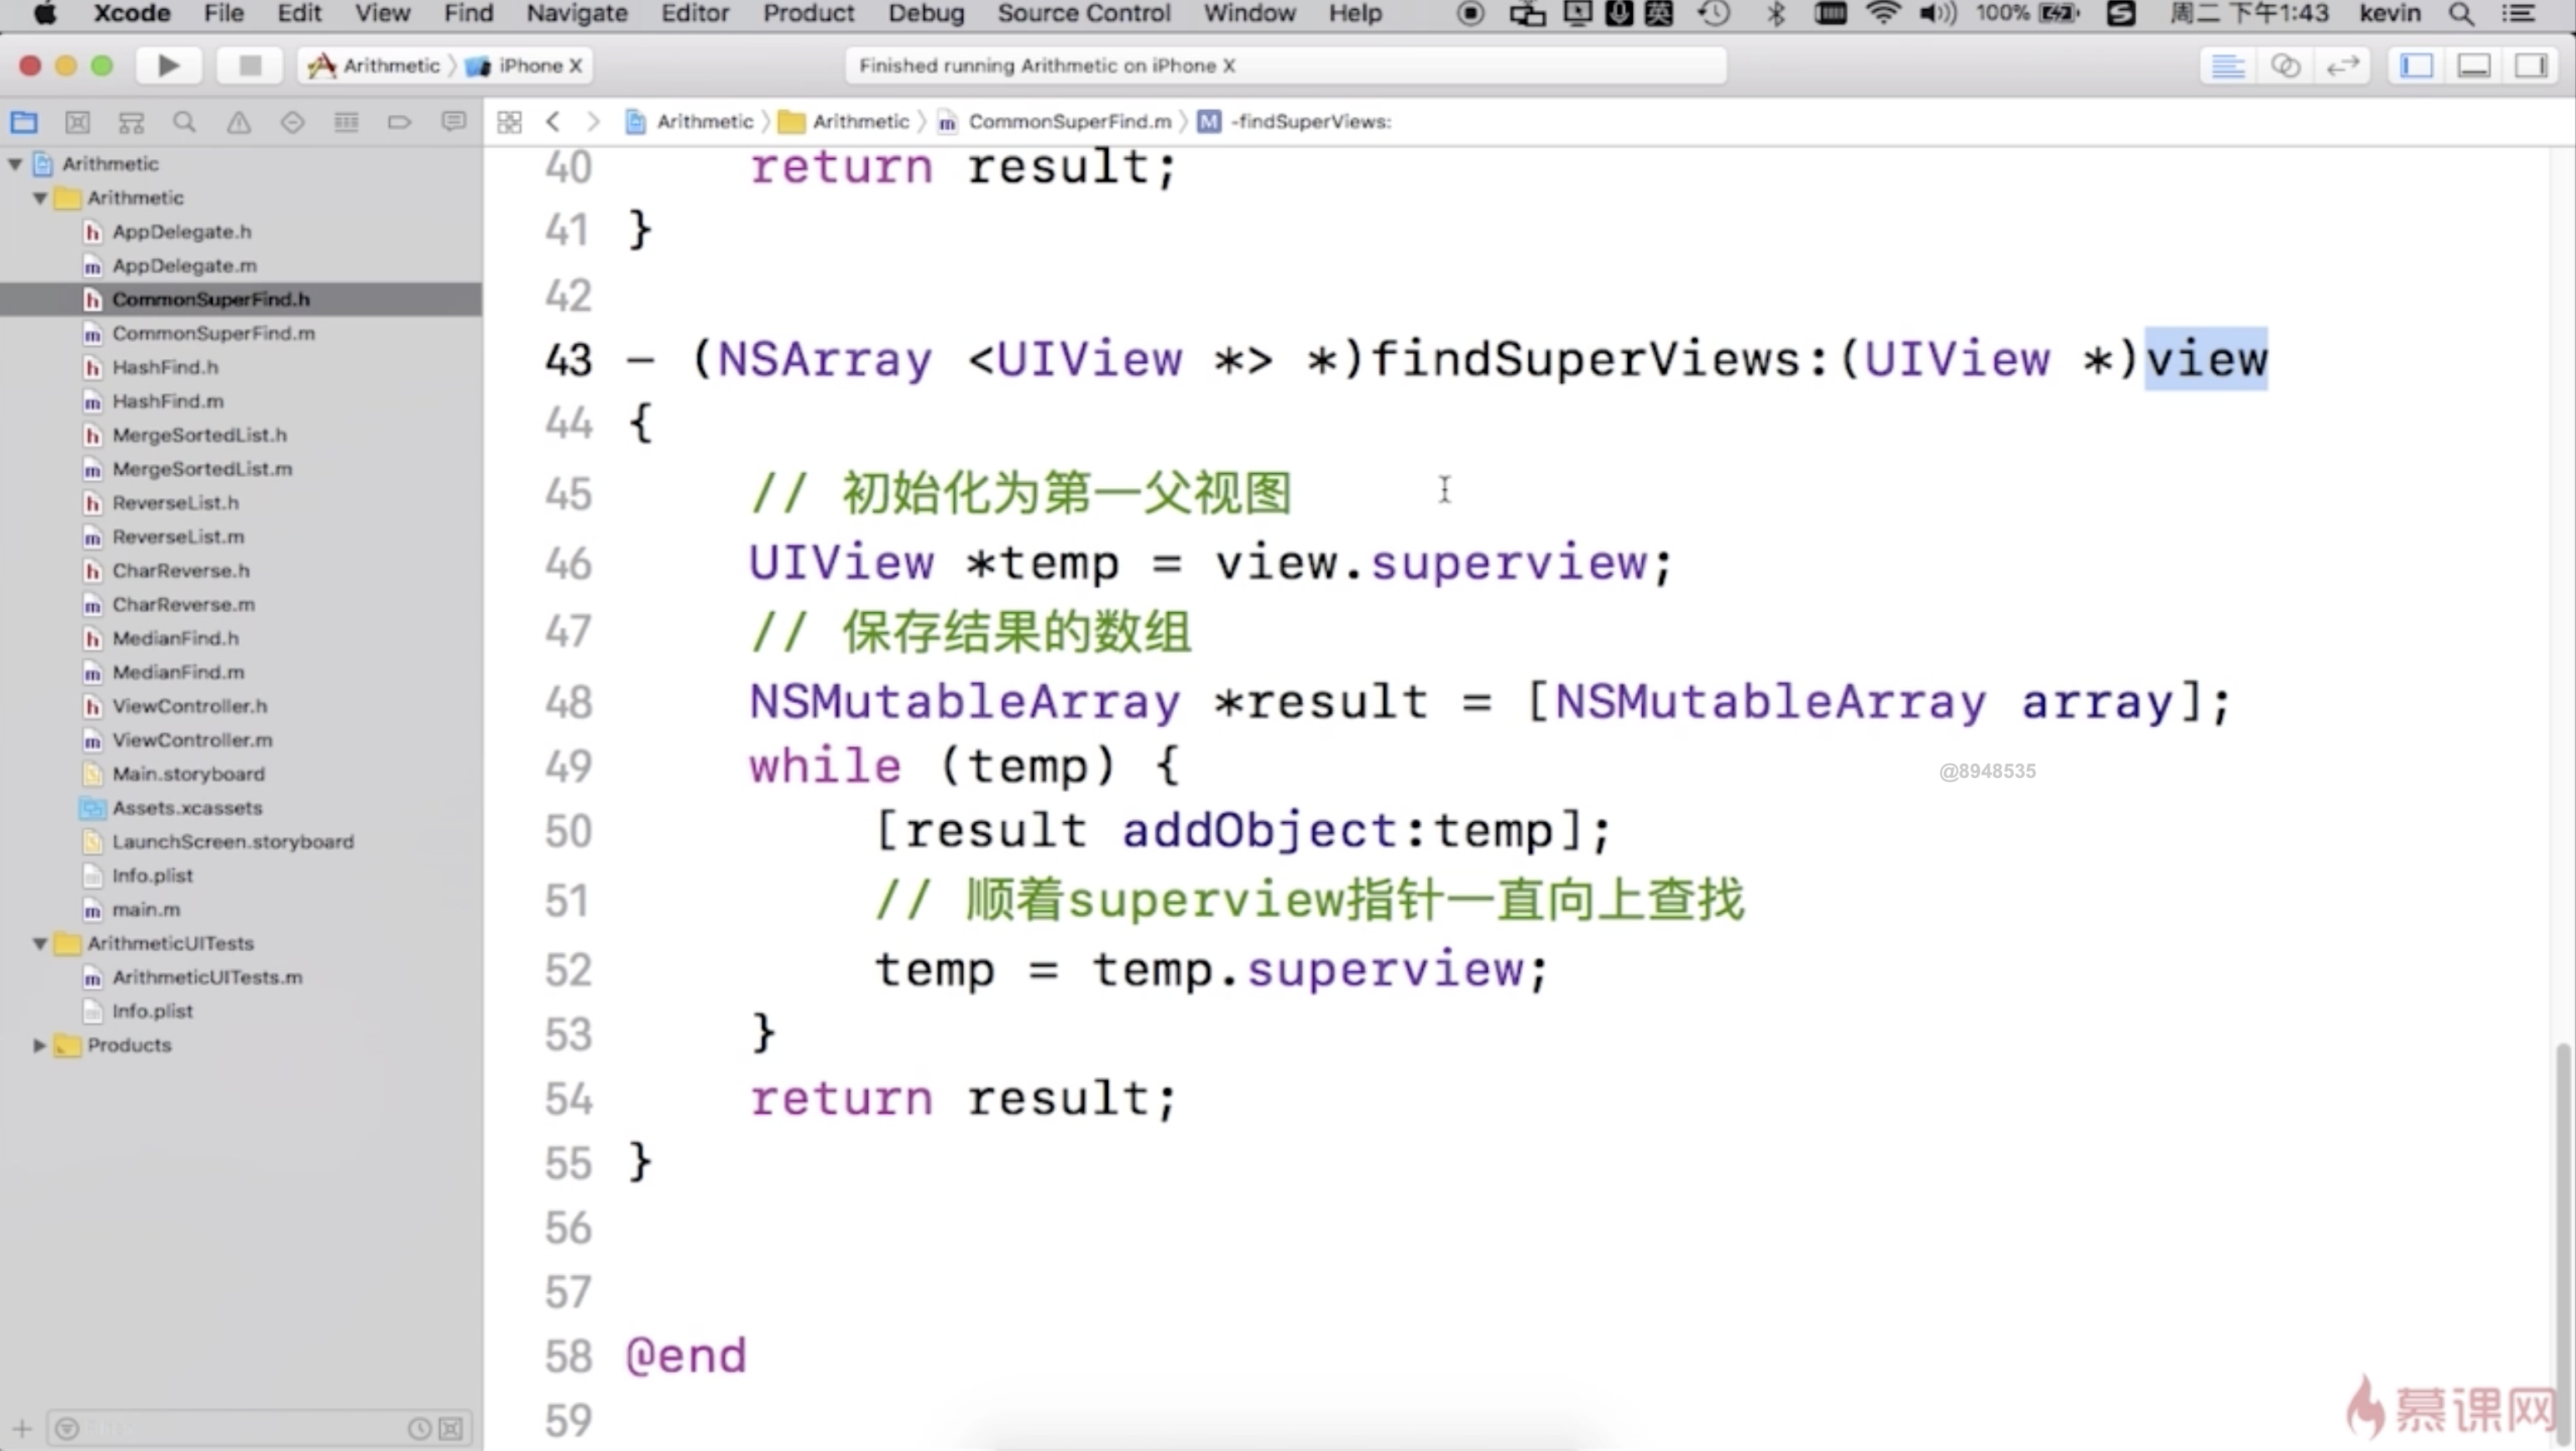 Xcode File Edit View Find Navigate Editor Product Debug Source Control Window Help 英 100% 周二 下午1:43 kevin
Arithmetic iPhone X Finished running Arithmetic on iPhone X
Arithmetic Arithmetic CommonSuperFind.m M -findSuperViews:
Arithmetic
Arithmetic
AppDelegate.h
AppDelegate.m
CommonSuperFind.h
CommonSuperFind.m
HashFind.h
HashFind.m
MergeSortedList.h
MergeSortedList.m
ReverseList.h
ReverseList.m
CharReverse.h
CharReverse.m
MedianFind.h
MedianFind.m
ViewController.h
ViewController.m
Main.storyboard
Assets.xcassets
LaunchScreen.storyboard
Info.plist
main.m
ArithmeticUITests
ArithmeticUITests.m
Info.plist
Products
40 return result;
41 }
42
43 - (NSArray <UIView *> *)findSuperViews:(UIView *)view
44 {
45 // 初始化为第一父视图
46 UIView *temp = view.superview;
47 // 保存结果的数组
48 NSMutableArray *result = [NSMutableArray array];
49 while (temp) {
@8948535
50 [result addObject:temp];
51 // 顺着superview指针一直向上查找
52 temp = temp.superview;
53 }
54 return result;
55 }
56
57
58 @end
59
慕课网